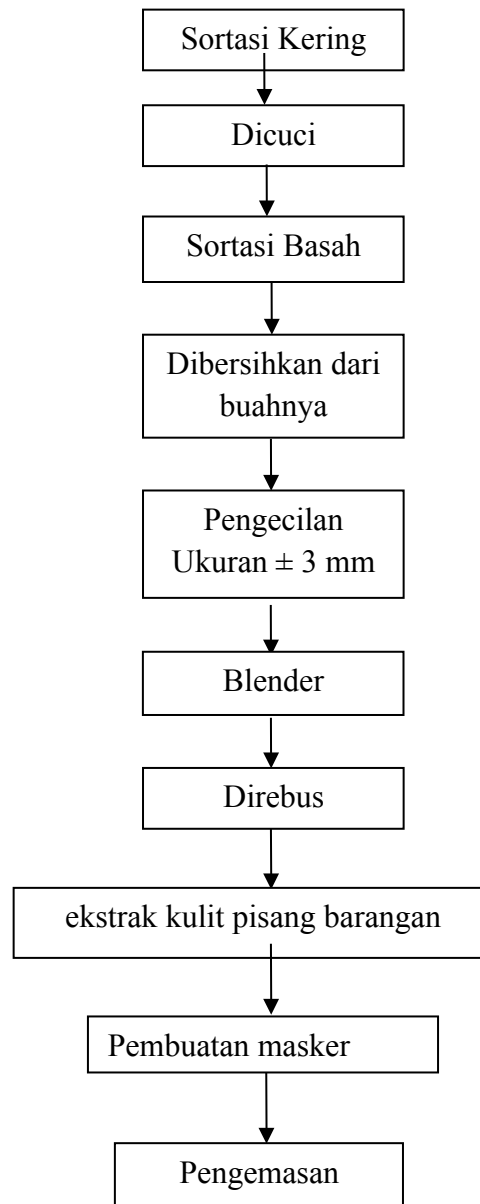 Sortasi Kering
Dicuci
Sortasi Basah
Dibersihkan dari
buahnya
Pengecilan
Ukuran ± 3 mm
Blender
Direbus
ekstrak kulit pisang barangan
Pembuatan masker
Pengemasan